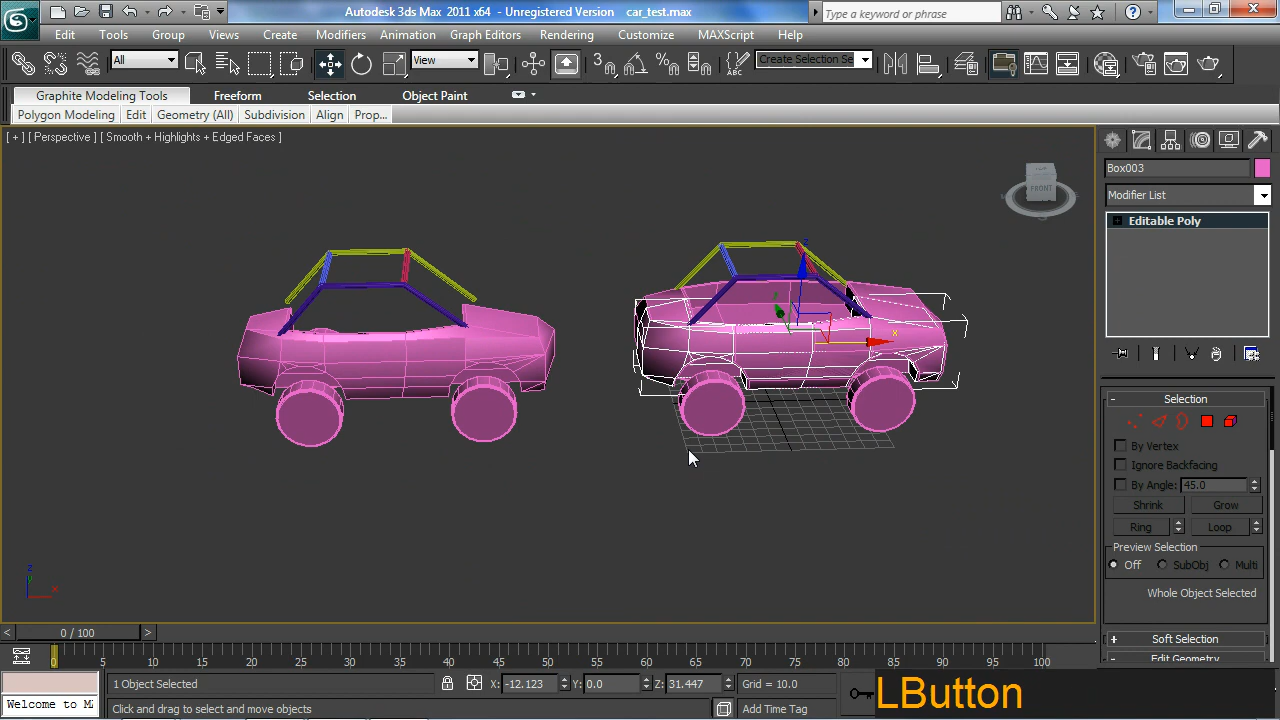 Autodesk 3ds Max 2011 x64 - Unregistered Version car_test.max
Type a keyword or phrase
Edit Tools Group Views Create Modifiers Animation Graph Editors Rendering Customize MAXScript Help
All View Create Selection Se
Graphite Modeling Tools Freeform Selection Object Paint
Polygon Modeling Edit Geometry (All) Subdivision Align Prop...
[ + ] [ Perspective ] [ Smooth + Highlights + Edged Faces ]
FRONT
Box003
Modifier List
Editable Poly
z
x
Selection
By Vertex
Ignore Backfacing
By Angle: 45.0
Shrink Grow
Ring Loop
Preview Selection
Off SubObj Multi
Whole Object Selected
z
y
x
Soft Selection
Edit Geometry
< 0 / 100 >
0 5 10 15 20 25 30 35 40 45 50 55 60 65 70 75 80 85 90 95 100
1 Object Selected X: -12.123 Y: 0.0 Z: 31.447 Grid = 10.0
Welcome to MA Click and drag to select and move objects Add Time Tag
LButton